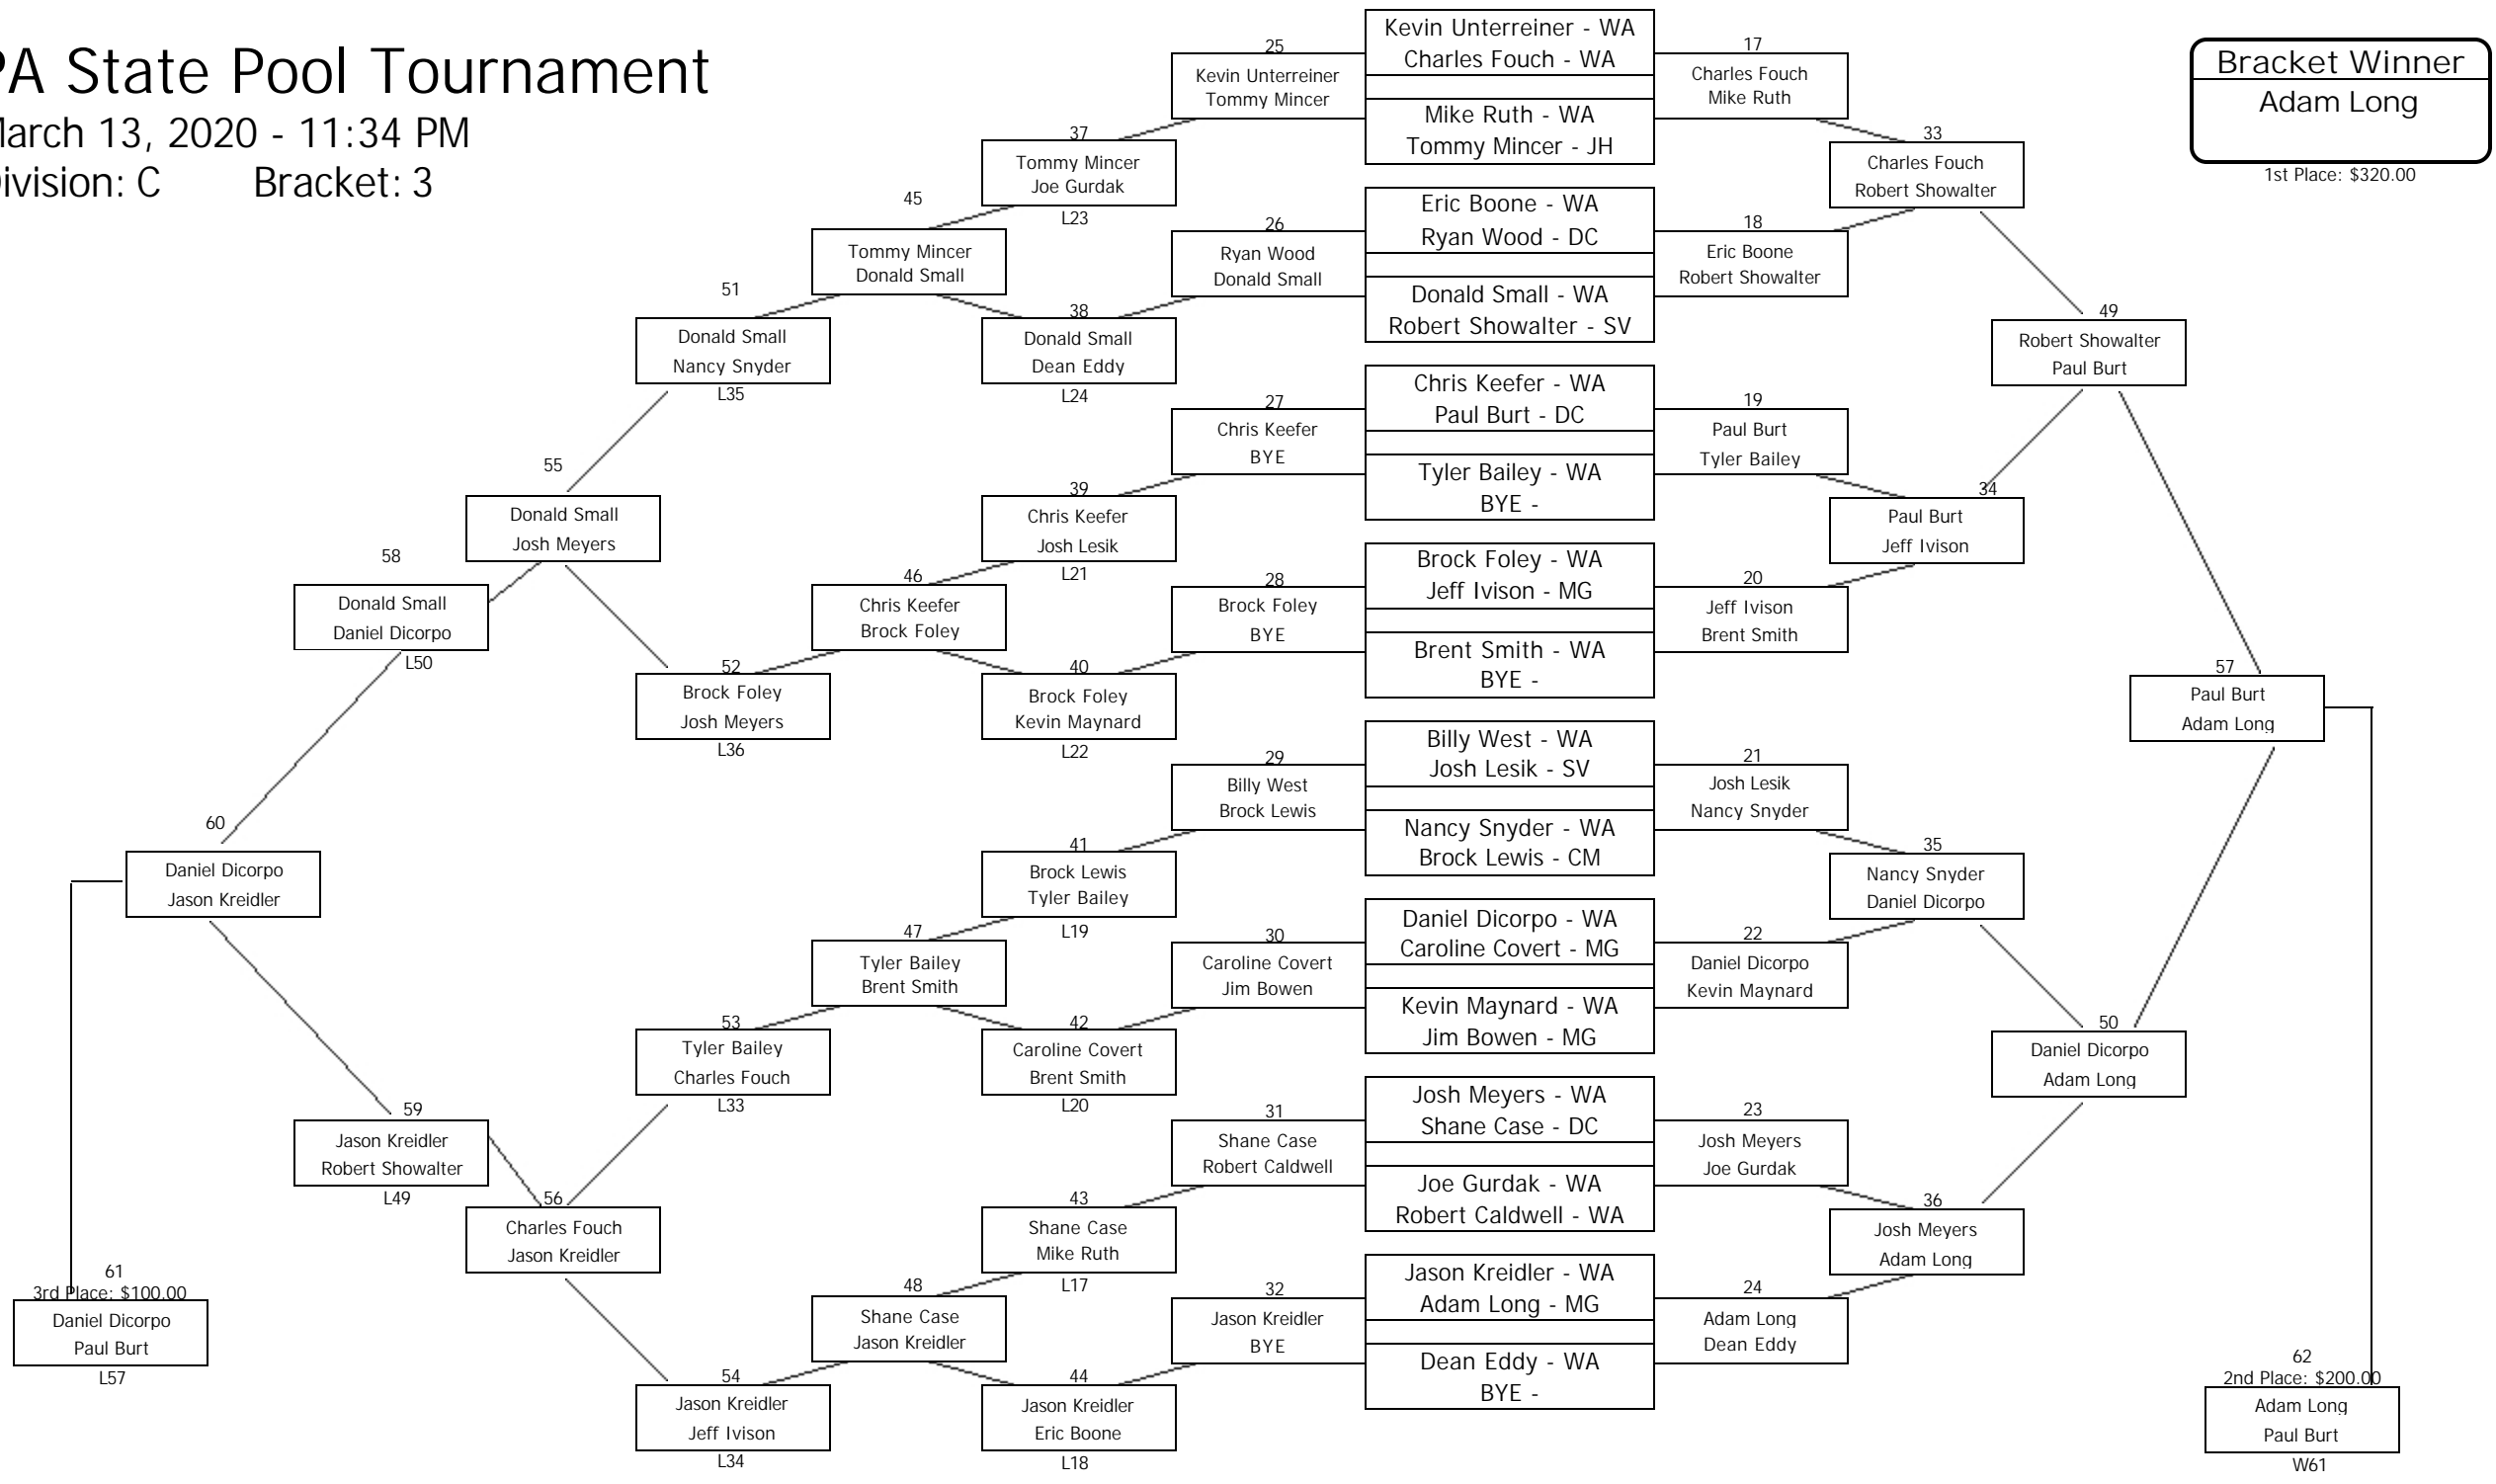 PA State Pool Tournament
March 13, 2020 - 11:34 PM
Division: C Bracket: 3
Bracket Winner
Adam Long
1st Place: $320.00
Kevin Unterreiner - WA
Charles Fouch - WA
Mike Ruth - WA
Tommy Mincer - JH
Eric Boone - WA
Ryan Wood - DC
Donald Small - WA
Robert Showalter - SV
Chris Keefer - WA
Paul Burt - DC
Tyler Bailey - WA
BYE -
Brock Foley - WA
Jeff Ivison - MG
Brent Smith - WA
BYE -
Billy West - WA
Josh Lesik - SV
Nancy Snyder - WA
Brock Lewis - CM
Daniel Dicorpo - WA
Caroline Covert - MG
Kevin Maynard - WA
Jim Bowen - MG
Josh Meyers - WA
Shane Case - DC
Joe Gurdak - WA
Robert Caldwell - WA
Jason Kreidler - WA
Adam Long - MG
Dean Eddy - WA
BYE -
17
Charles Fouch
Mike Ruth
18
Eric Boone
Robert Showalter
19
Paul Burt
Tyler Bailey
20
Jeff Ivison
Brent Smith
21
Josh Lesik
Nancy Snyder
22
Daniel Dicorpo
Kevin Maynard
23
Josh Meyers
Joe Gurdak
24
Adam Long
Dean Eddy
25
Kevin Unterreiner
Tommy Mincer
26
Ryan Wood
Donald Small
27
Chris Keefer
BYE
28
Brock Foley
BYE
29
Billy West
Brock Lewis
30
Caroline Covert
Jim Bowen
31
Shane Case
Robert Caldwell
32
Jason Kreidler
BYE
33
Charles Fouch
Robert Showalter
34
Paul Burt
Jeff Ivison
35
Nancy Snyder
Daniel Dicorpo
36
Josh Meyers
Adam Long
37
Tommy Mincer
Joe Gurdak
L23
38
Donald Small
Dean Eddy
L24
39
Chris Keefer
Josh Lesik
L21
40
Brock Foley
Kevin Maynard
L22
41
Brock Lewis
Tyler Bailey
L19
42
Caroline Covert
Brent Smith
L20
43
Shane Case
Mike Ruth
L17
44
Jason Kreidler
Eric Boone
L18
45
Tommy Mincer
Donald Small
46
Chris Keefer
Brock Foley
47
Tyler Bailey
Brent Smith
48
Shane Case
Jason Kreidler
49
Robert Showalter
Paul Burt
50
Daniel Dicorpo
Adam Long
51
Donald Small
Nancy Snyder
L35
52
Brock Foley
Josh Meyers
L36
53
Tyler Bailey
Charles Fouch
L33
54
Jason Kreidler
Jeff Ivison
L34
55
Donald Small
Josh Meyers
56
Charles Fouch
Jason Kreidler
57
Paul Burt
Adam Long
58
Donald Small
Daniel Dicorpo
L50
59
Jason Kreidler
Robert Showalter
L49
60
Daniel Dicorpo
Jason Kreidler
61
3rd Place: $100.00
Daniel Dicorpo
Paul Burt
L57
62
2nd Place: $200.00
Adam Long
Paul Burt
W61